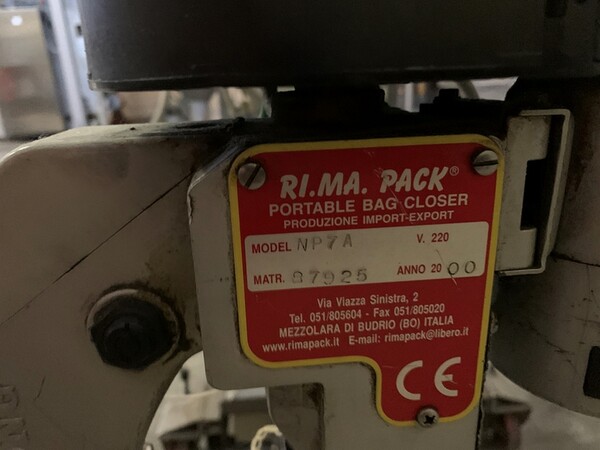 RI.MA. PACK®
PORTABLE BAG CLOSER
PRODUZIONE IMPORT-EXPORT
MODEL NP7A V. 220
MATR. 87925 ANNO 20 00
Via Viazza Sinistra, 2
Tel. 051/805604 - Fax 051/805020
MEZZOLARA DI BUDRIO (BO) ITALIA
www.rimapack.it E-mail: rimapack@libero.it
CE